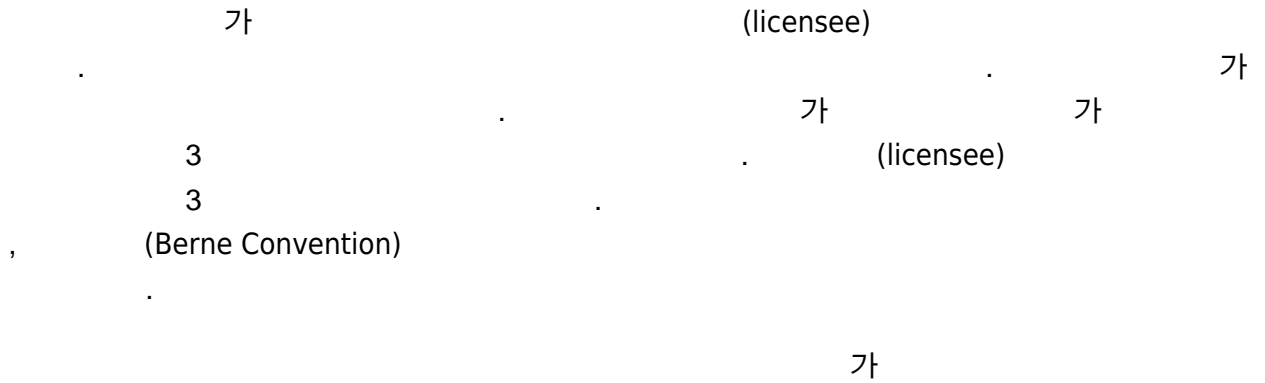 가 (licensee)
. . 가
. 가 가
3 . (licensee)
3 .
, (Berne Convention)
.
가